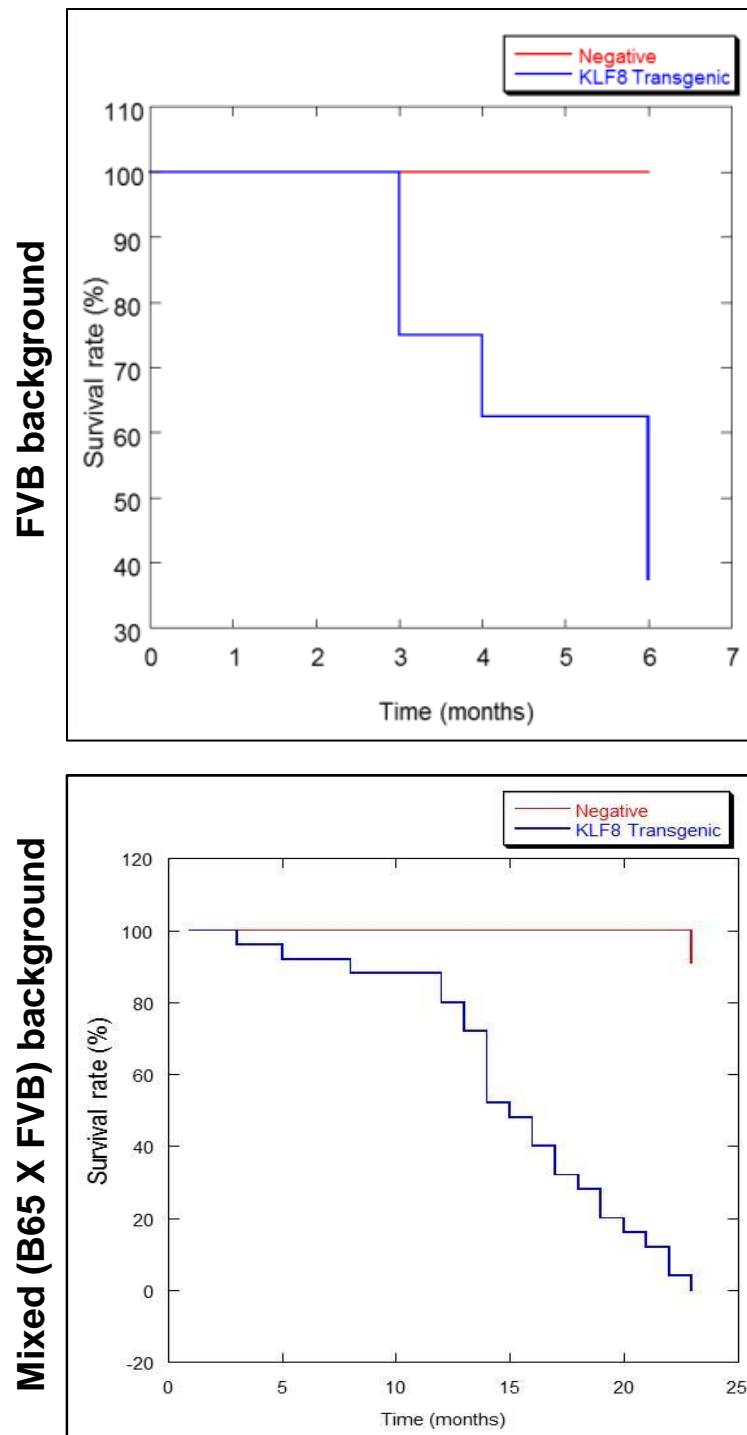 FVB background
Negative
KLF8 Transgenic
110
100
90
80
70
60
50
40
30
Survival rate (%)
0 1 2 3 4 5 6 7
Time (months)
Mixed (B65 X FVB) background
Negative
KLF8 Transgenic
120
100
80
60
40
20
0
-20
Survival rate (%)
0 5 10 15 20 25
Time (months)